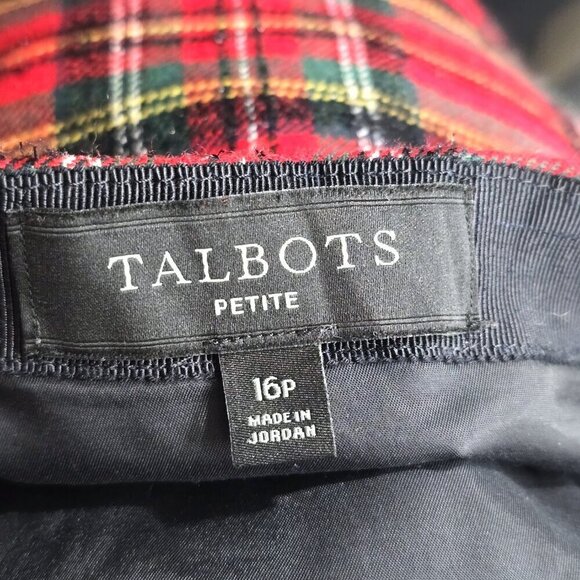 TALBOTS
PETITE
16P
MADE IN
JORDAN